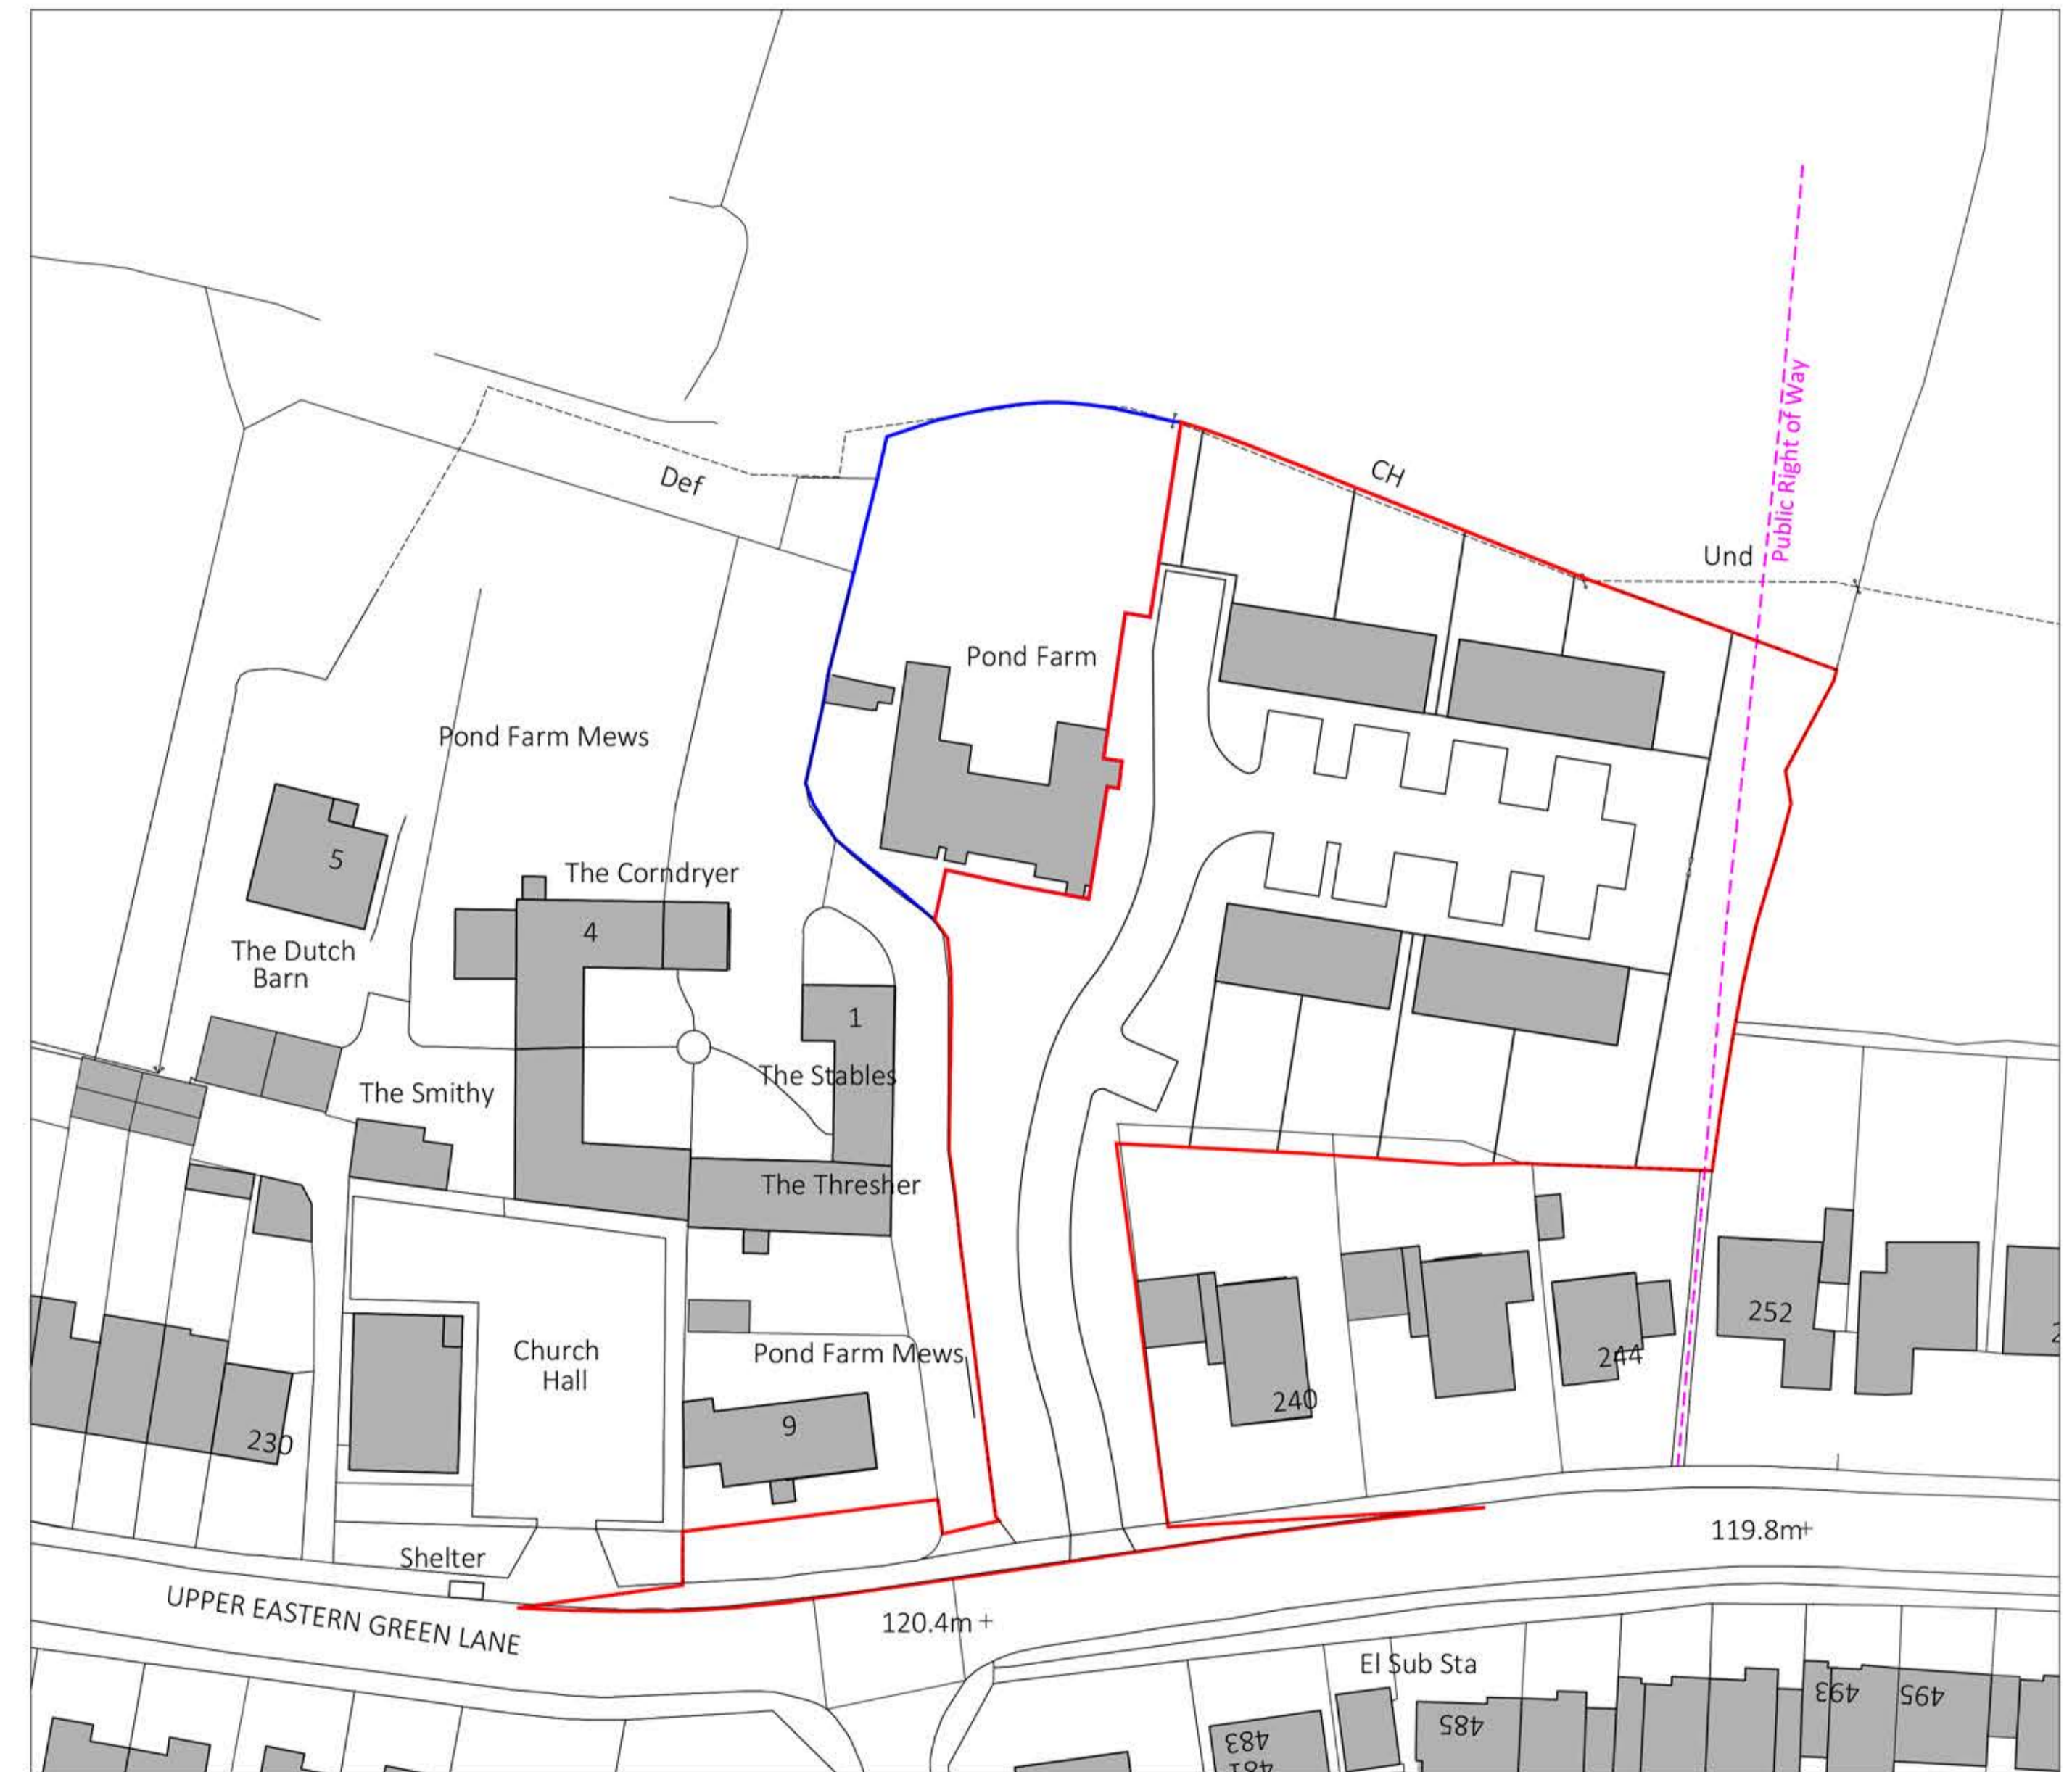 CH
Def
Und
Public Right of Way
Pond Farm
Pond Farm Mews
5
The Corndryer
4
The Dutch
Barn
1
The Stables
The Smithy
The Thresher
Church
Hall
Pond Farm Mews
9
230
240
244
252
2
Shelter
UPPER EASTERN GREEN LANE
119.8m+
120.4m +
El Sub Sta
483
481
485
493
495